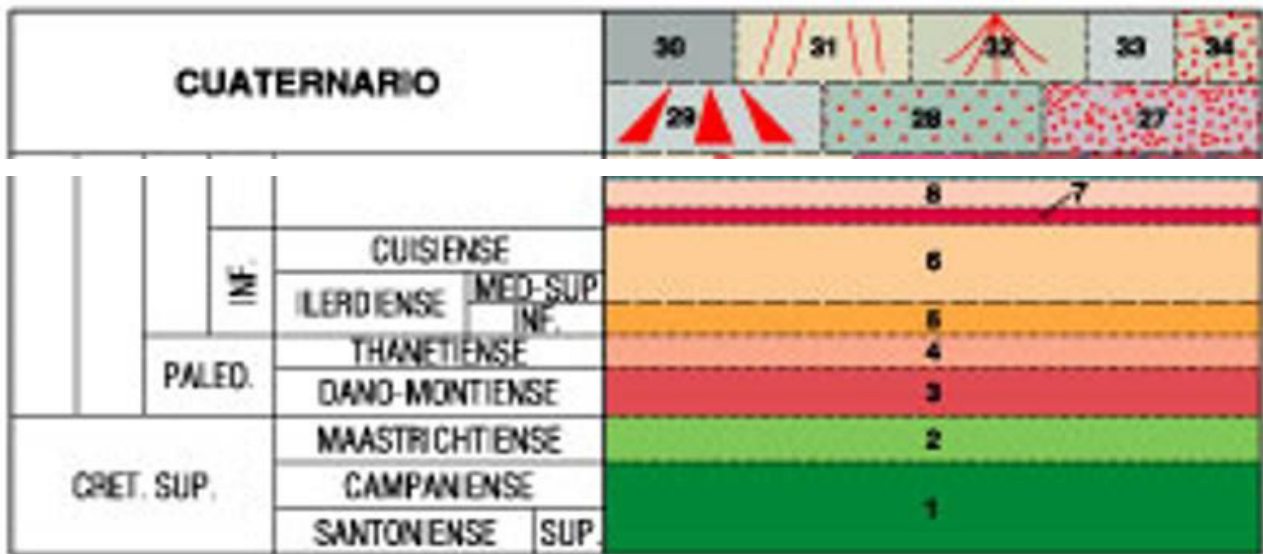 30 31 32 33 34
CUATERNARIO
29 28 27
8 7
INF. CUISIENSE 6
ILERDIENSE MED-SUP
INF. 5
PALEO. THANETIENSE 4
DANO-MONTIENSE 3
MAASTRICHTIENSE 2
CRET. SUP. CAMPANIENSE 1
SANTONIENSE SUP.